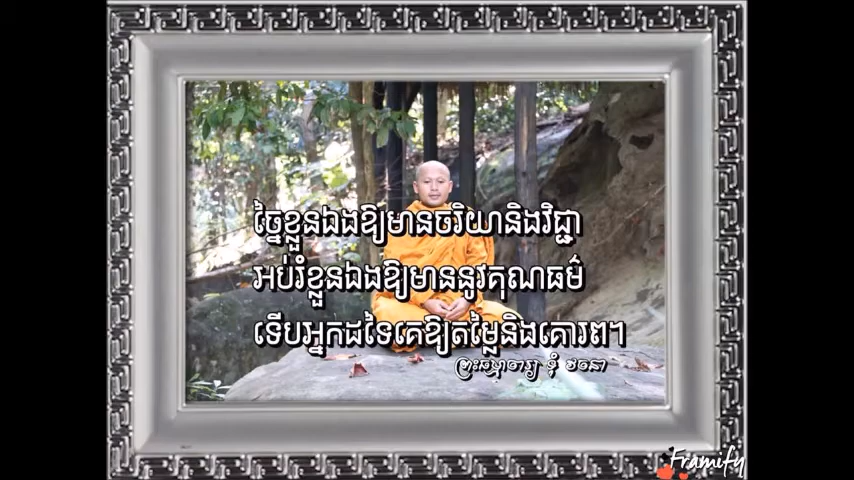 ច្នៃខ្លួនឯងឱ្យមានចរិយានិងវិជ្ជា
អប់រំខ្លួនឯងឱ្យមាននូវគុណធម៌
ទើបអ្នកដទៃគេឱ្យតម្លៃនិងគោរព។
ព្រះធម្មាចារ្យ ទុំ
Framify